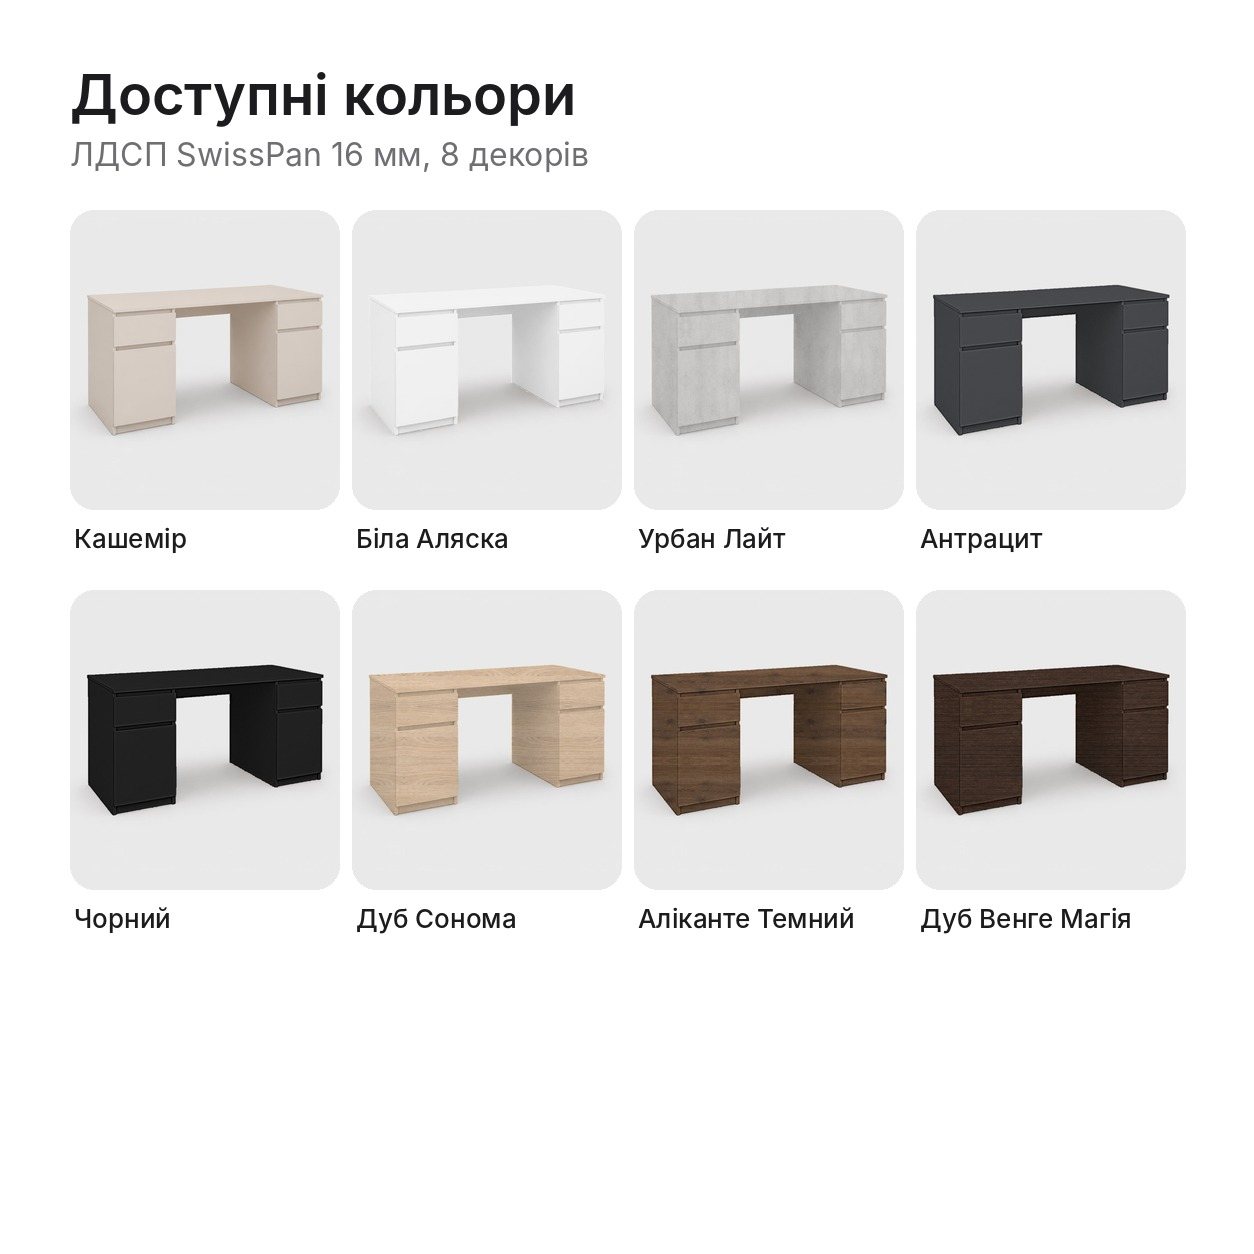 Доступні кольори
ЛДСП SwissPan 16 мм, 8 декорів
Кашемір
Біла Аляска
Урбан Лайт
Антрацит
Чорний
Дуб Сонома
Аліканте Темний
Дуб Венге Магія